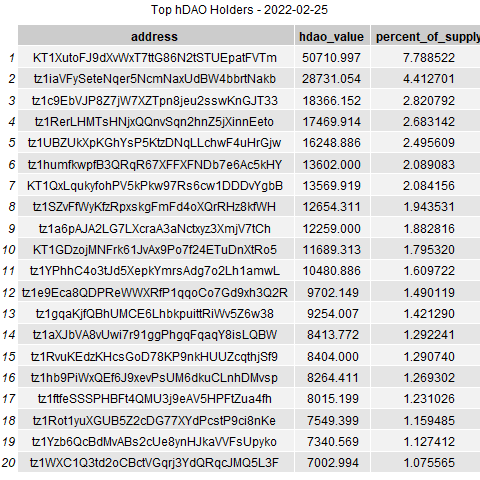 Top hDAO Holders - 2022-02-25
address hdao_value percent_of_supply
1 KT1XutoFJ9dXvWxT7ttG86N2tSTUEpatFVTm 50710.997 7.788522
2 tz1iaVFySeteNqer5NcmNaxUdBW4bbrtNakb 28731.054 4.412701
3 tz1c9EbVJP8Z7jW7XZTpn8jeu2sswKnGJT33 18366.152 2.820792
4 tz1RerLHMTsHNjxQQnvSqn2hnZ5jXinnEeto 17469.914 2.683142
5 tz1UBZUkXpKGhYsP5KtzDNqLLchwF4uHrGjw 16248.886 2.495609
6 tz1humfkwpfB3QRqR67XFFXFNDb7e6Ac5kHY 13602.000 2.089083
7 KT1QxLqukyfohPV5kPkw97Rs6cw1DDDvYgbB 13569.919 2.084156
8 tz1SZvFfWyKfzRpxskgFmFd4oXQrRHz8kfWH 12654.311 1.943531
9 tz1a6pAJA2LG7LXcraA3aNctxyz3XmjV7tCh 12259.000 1.882816
10 KT1GDzojMNFrk61JvAx9Po7f24ETuDnXtRo5 11689.313 1.795320
11 tz1YPhhC4o3tJd5XepkYmrsAdg7o2Lh1amwL 10480.886 1.609722
12 tz1e9Eca8QDPReWWXRfP1qqoCo7Gd9xh3Q2R 9702.149 1.490119
13 tz1gqaKjfQBhUMCE6LhbkpuittRiWv5Z6w38 9254.007 1.421290
14 tz1aXJbVA8vUwi7r91ggPhgqFqaqY8isLQBW 8413.772 1.292241
15 tz1RvuKEdzKHcsGoD78KP9nkHUUZcqthjSf9 8404.000 1.290740
16 tz1hb9PiWxQEf6J9xevPsUM6dkuCLnhDMvsp 8264.411 1.269302
17 tz1ftfeSSSPHBFt4QMU3j9eAV5HPFtZua4fh 8015.199 1.231026
18 tz1Rot1yuXGUB5Z2cDG77XYdPcstP9ci8nKe 7549.399 1.159485
19 tz1Yzb6QcBdMvABs2cUe8ynHJkaVVFsUpyko 7340.569 1.127412
20 tz1WXC1Q3td2oCBctVGqrj3YdQRqcJMQ5L3F 7002.994 1.075565